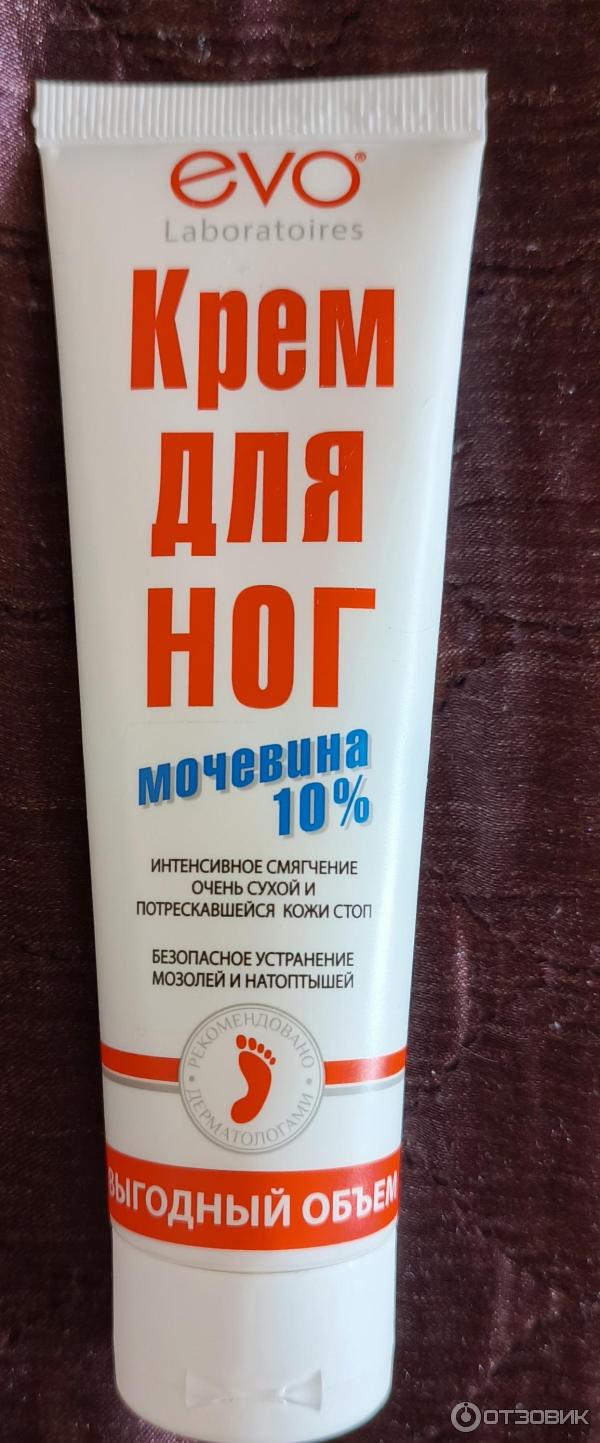 evo®
Laboratoires
Крем
для
ног
мочевина
10%
ИНТЕНСИВНОЕ СМЯГЧЕНИЕ
ОЧЕНЬ СУХОЙ И
ПОТРЕСКАВШЕЙСЯ КОЖИ СТОП
БЕЗОПАСНОЕ УСТРАНЕНИЕ
МОЗОЛЕЙ И НАТОПТЫШЕЙ
• РЕКОМЕНДОВАНО •
ДЕРМАТОЛОГАМИ
ВЫГОДНЫЙ ОБЪЕМ
ОТЗОВИК